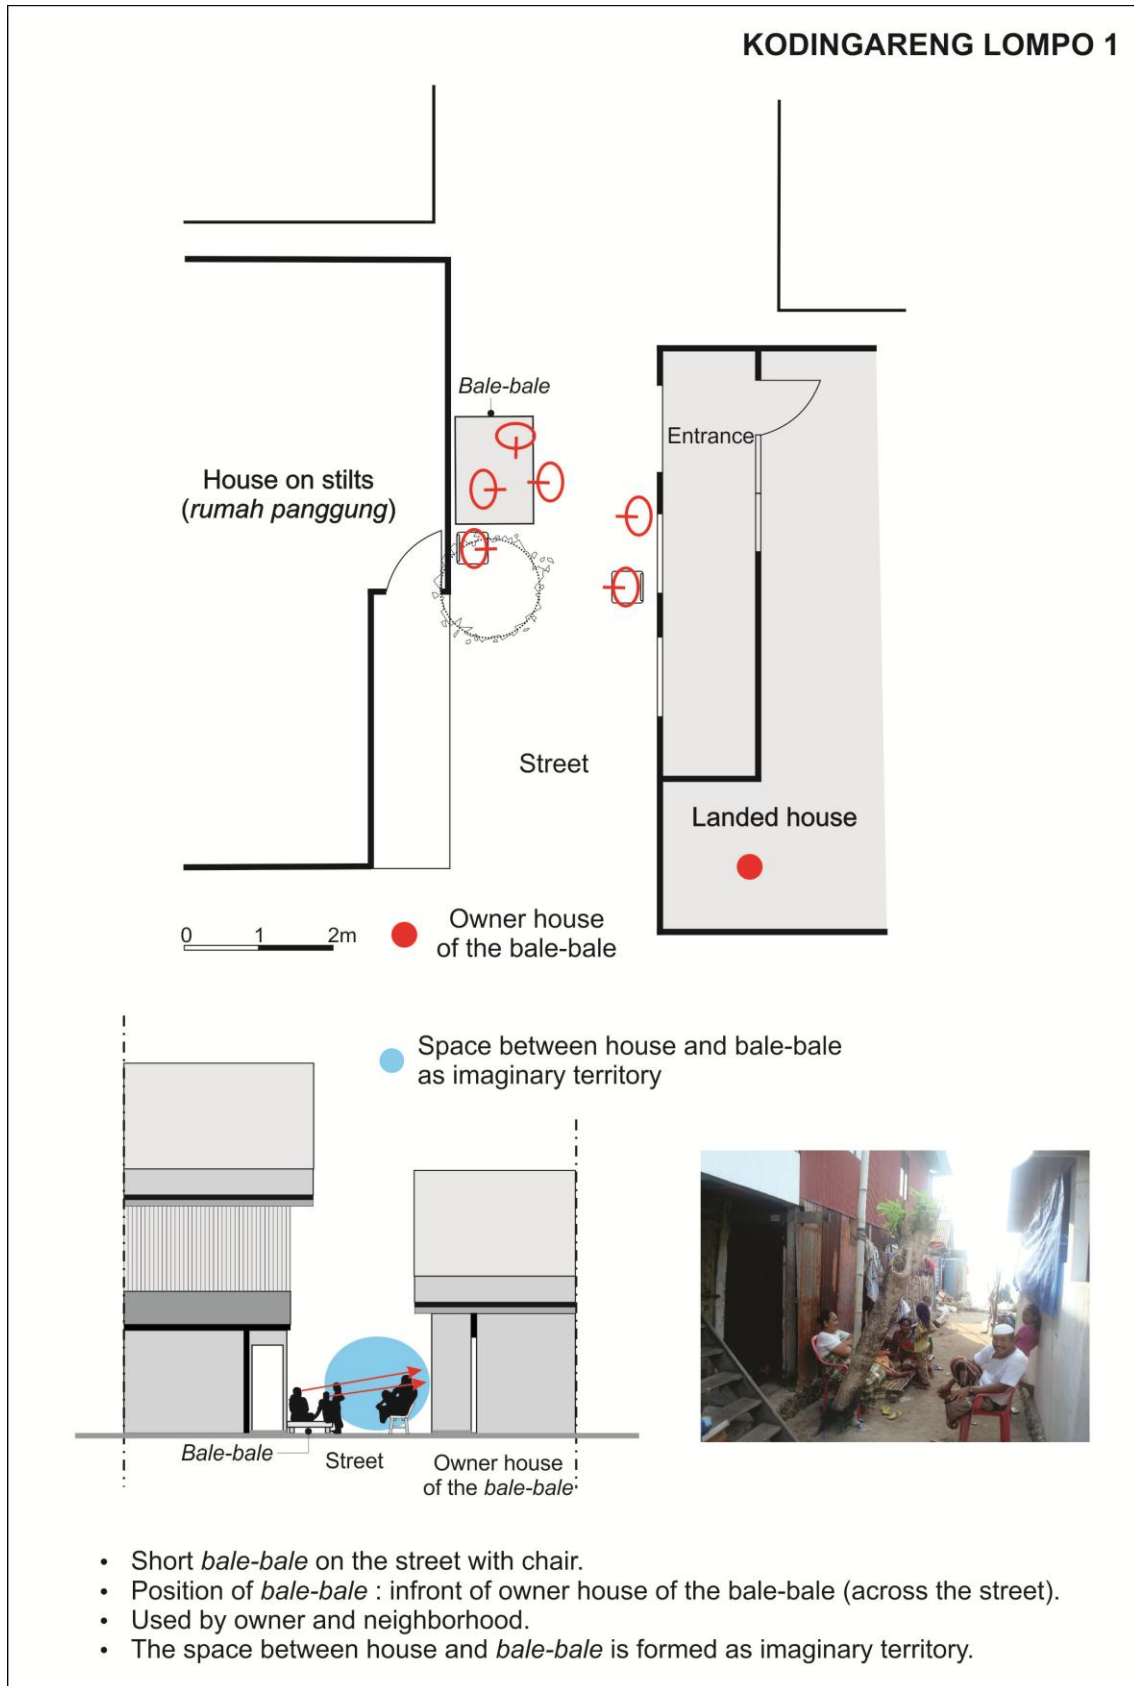 KODINGARENG LOMPO 1
Bale-bale
Entrance
House on stilts
(rumah panggung)
Street
Landed house
0 1 2m
Owner house
of the bale-bale
Space between house and bale-bale
as imaginary territory
Bale-bale
Street
Owner house
of the bale-bale
• Short bale-bale on the street with chair.
• Position of bale-bale : infront of owner house of the bale-bale (across the street).
• Used by owner and neighborhood.
• The space between house and bale-bale is formed as imaginary territory.